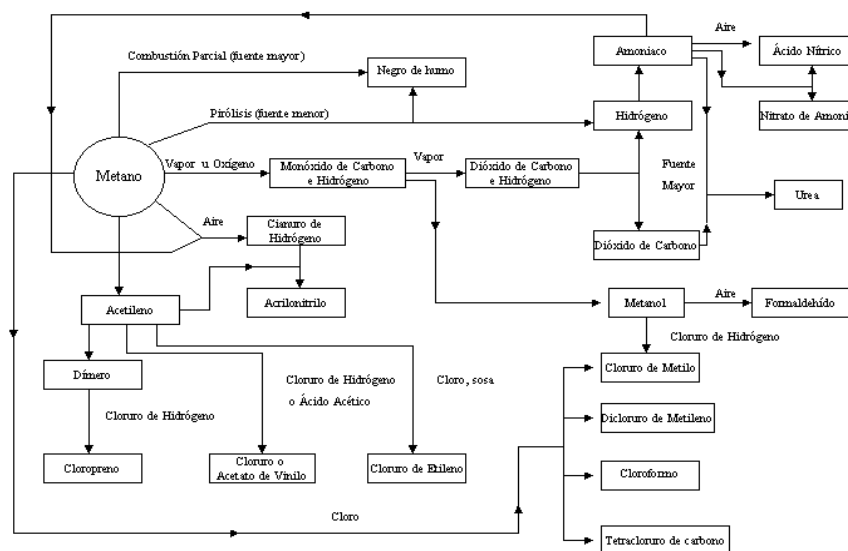 Combustión Parcial (fuente mayor)
Negro de humo
Amoniaco
Aire
Ácido Nítrico
Pirólisis (fuente menor)
Hidrógeno
Nitrato de Amoni
Metano
Vapor u Oxígeno
Monóxido de Carbono
e Hidrógeno
Vapor
Dióxido de Carbono
e Hidrógeno
Fuente
Mayor
Urea
Aire
Cianuro de
Hidrógeno
Dióxido de Carbono
Acetileno
Acrilonitrilo
Metanol
Aire
Formaldehído
Cloruro de Hidrógeno
Dímero
Cloruro de Hidrógeno
o Ácido Acético
Cloro, sosa
Cloruro de Metilo
Cloruro de Hidrógeno
Dicloruro de Metileno
Cloropreno
Cloruro o
Acetato de Vinilo
Cloruro de Etileno
Cloroformo
Cloro
Tetracloruro de carbono